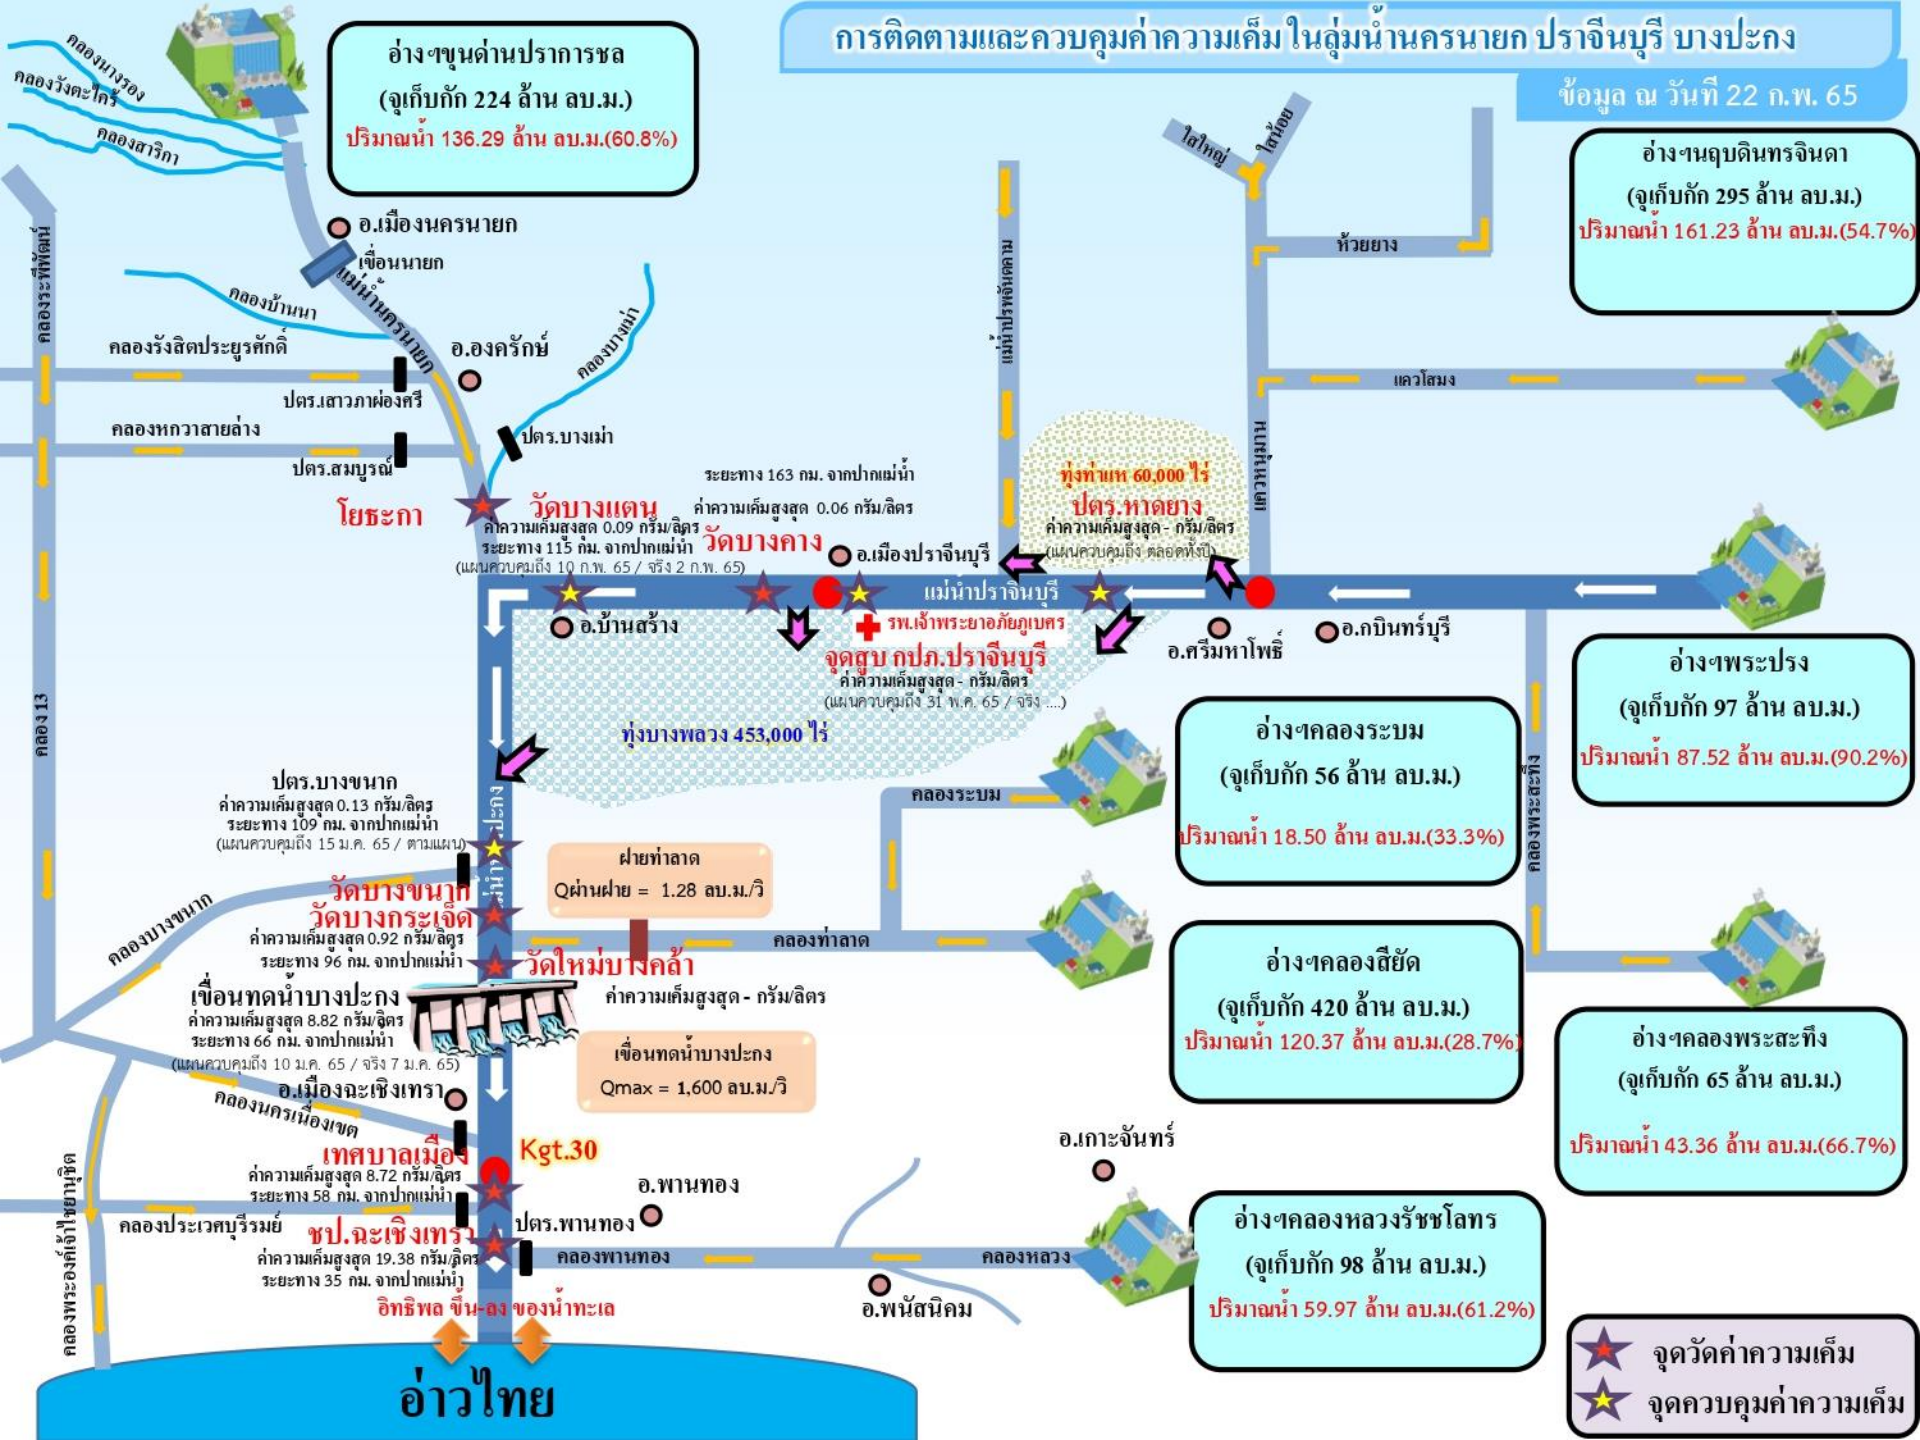 การติดตามและควบคุมค่าความเค็ม ในลุ่มน้ำนครนายก ปราจีนบุรี บางปะกง
ข้อมูล ณ วันที่ 22 ก.พ. 65
อ่างฯขุนด่านปราการชล
(จุเก็บกัก 224 ล้าน ลบ.ม.)
ปริมาณน้ำ 136.29 ล้าน ลบ.ม.(60.8%)
คลองนางรอง
คลองวังตะไคร้
คลองสาริกา
อ.เมืองนครนายก
เขื่อนนายก
แม่น้ำนครนายก
คลองบ้านนา
คลองระพีพัฒน์
คลองรังสิตประยูรศักดิ์
ปตร.เสาวภาผ่องศรี
อ.องครักษ์
คลองบางเม่า
คลองหกวาสายล่าง
ปตร.สมบูรณ์
ปตร.บางเม่า
ใสใหญ่
ใสน้อย
ห้วยยาง
แควโสมง
แควหนุมาน
อ่างฯนฤบดินทรจินดา
(จุเก็บกัก 295 ล้าน ลบ.ม.)
ปริมาณน้ำ 161.23 ล้าน ลบ.ม.(54.7%)
โยธะกา
วัดบางแตน
ค่าความเค็มสูงสุด 0.09 กรัม/ลิตร
ระยะทาง 115 กม. จากปากแม่น้ำ
(แผนควบคุมถึง 10 ก.พ. 65 / จริง 2 ก.พ. 65)
ระยะทาง 163 กม. จากปากแม่น้ำ
ค่าความเค็มสูงสุด 0.06 กรัม/ลิตร
วัดบางคาง
อ.เมืองปราจีนบุรี
ทุ่งท่าแห 60,000 ไร่
ปตร.หาดยาง
ค่าความเค็มสูงสุด - กรัม/ลิตร
(แผนควบคุมถึง ตลอดทั้งปี)
แม่น้ำปราจีนบุรี
อ.บ้านสร้าง
รพ.เจ้าพระยาอภัยภูเบศร
จุดสูบ กปภ.ปราจีนบุรี
ค่าความเค็มสูงสุด - กรัม/ลิตร
(แผนควบคุมถึง 31 พ.ค. 65 / จริง ....)
อ.ศรีมหาโพธิ์
อ.กบินทร์บุรี
ทุ่งบางพลวง 453,000 ไร่
คลอง 13
อ่างฯพระปรง
(จุเก็บกัก 97 ล้าน ลบ.ม.)
ปริมาณน้ำ 87.52 ล้าน ลบ.ม.(90.2%)
คลองพระสะทึง
อ่างฯคลองระบม
(จุเก็บกัก 56 ล้าน ลบ.ม.)
ปริมาณน้ำ 18.50 ล้าน ลบ.ม.(33.3%)
คลองระบม
ปตร.บางขนาก
ค่าความเค็มสูงสุด 0.13 กรัม/ลิตร
ระยะทาง 109 กม. จากปากแม่น้ำ
(แผนควบคุมถึง 15 ม.ค. 65 / ตามแผน)
ฝายท่าลาด
Qผ่านฝาย = 1.28 ลบ.ม./วิ
วัดบางขนาก
วัดบางกระเจ็ด
ค่าความเค็มสูงสุด 0.92 กรัม/ลิตร
ระยะทาง 96 กม. จากปากแม่น้ำ
คลองบางขนาก
คลองท่าลาด
วัดใหม่บางคล้า
ค่าความเค็มสูงสุด - กรัม/ลิตร
อ่างฯคลองสียัด
(จุเก็บกัก 420 ล้าน ลบ.ม.)
ปริมาณน้ำ 120.37 ล้าน ลบ.ม.(28.7%)
เขื่อนทดน้ำบางปะกง
ค่าความเค็มสูงสุด 8.82 กรัม/ลิตร
ระยะทาง 66 กม. จากปากแม่น้ำ
(แผนควบคุมถึง 10 ม.ค. 65 / จริง 7 ม.ค. 65)
เขื่อนทดน้ำบางปะกง
Qmax = 1,600 ลบ.ม./วิ
อ่างฯคลองพระสะทึง
(จุเก็บกัก 65 ล้าน ลบ.ม.)
ปริมาณน้ำ 43.36 ล้าน ลบ.ม.(66.7%)
อ.เมืองฉะเชิงเทรา
คลองนครเนื่องเขต
เทศบาลเมือง
Kgt.30
ค่าความเค็มสูงสุด 8.72 กรัม/ลิตร
ระยะทาง 58 กม. จากปากแม่น้ำ
คลองประเวศบุรีรมย์
คลองพระองค์เจ้าไชยานุชิต
ชป.ฉะเชิงเทรา
ค่าความเค็มสูงสุด 19.38 กรัม/ลิตร
ระยะทาง 35 กม. จากปากแม่น้ำ
ปตร.พานทอง
อ.พานทอง
คลองพานทอง
คลองหลวง
อ.เกาะจันทร์
อ.พนัสนิคม
อ่างฯคลองหลวงรัชชโลทร
(จุเก็บกัก 98 ล้าน ลบ.ม.)
ปริมาณน้ำ 59.97 ล้าน ลบ.ม.(61.2%)
อิทธิพล ขึ้น-ลง ของน้ำทะเล
อ่าวไทย
จุดวัดค่าความเค็ม
จุดควบคุมค่าความเค็ม